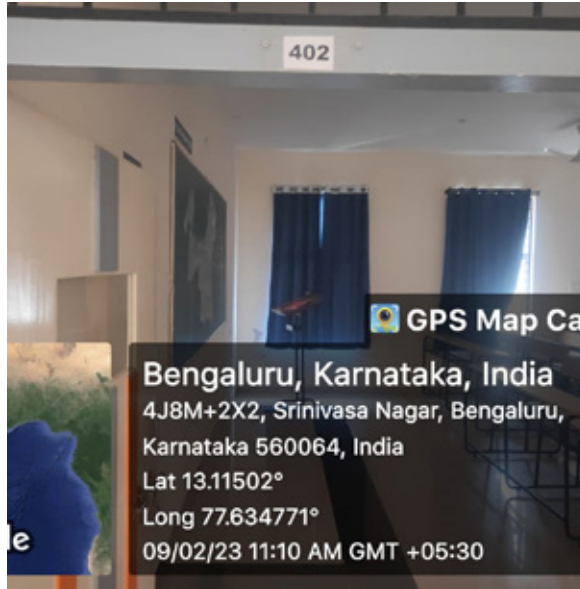 402
GPS Map Ca
Bengaluru, Karnataka, India
4J8M+2X2, Srinivasa Nagar, Bengaluru,
Karnataka 560064, India
Lat 13.11502°
Long 77.634771°
le
09/02/23 11:10 AM GMT +05:30